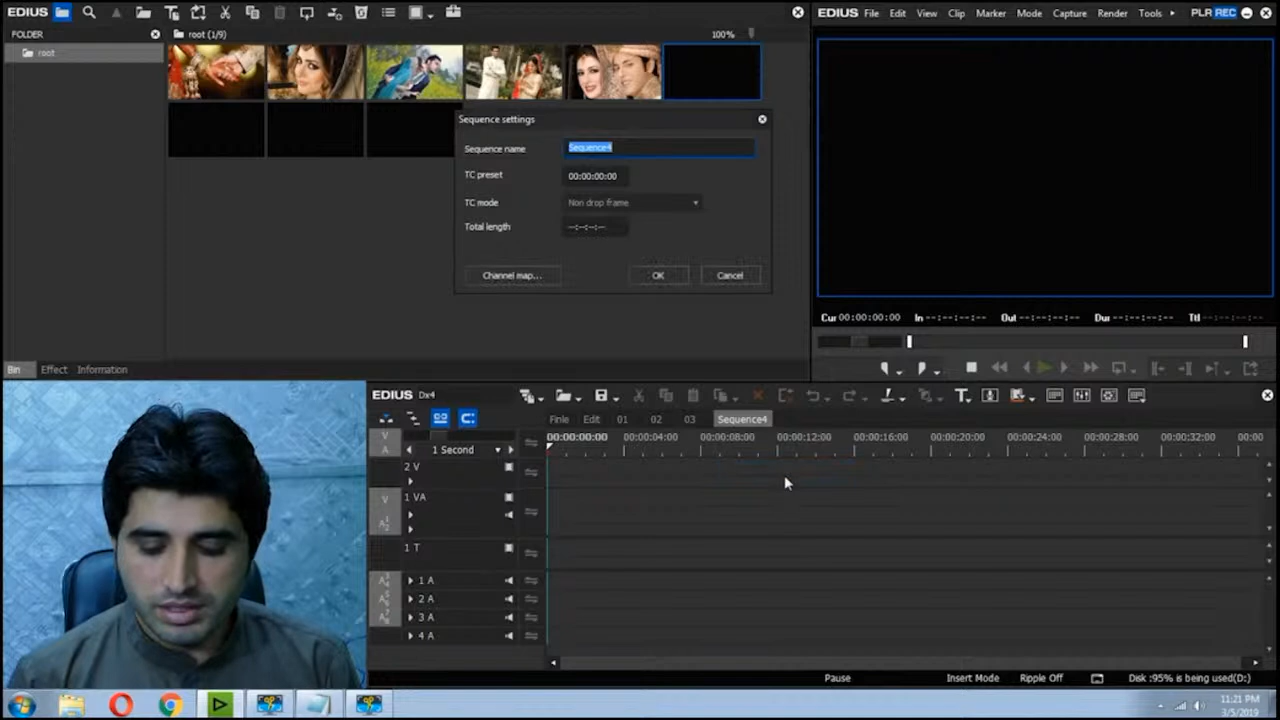 EDIUS
FOLDER
root
root (1/9)
100%
Sequence settings
Sequence name Sequence4
TC preset 00:00:00:00
TC mode Non drop frame
Total length --:--:--:--
Channel map... OK Cancel
Bin Effect Information
EDIUS File Edit View Clip Marker Mode Capture Render Tools PLR REC
Cur 00:00:00:00 In --:--:--:-- Out --:--:--:-- Dur --:--:--:-- Ttl --:--:--:--
EDIUS Dx4
Finle Edit 01 02 03 Sequence4
V
A
1 Second
00:00:00:00 00:00:04:00 00:00:08:00 00:00:12:00 00:00:16:00 00:00:20:00 00:00:24:00 00:00:28:00 00:00:32:00 00:00
2 V
V 1 VA
A1
2
1 T
1 A
2 A
3 A
4 A
Pause Insert Mode Ripple Off Disk :95% is being used(D:)
11:21 PM
3/5/2019